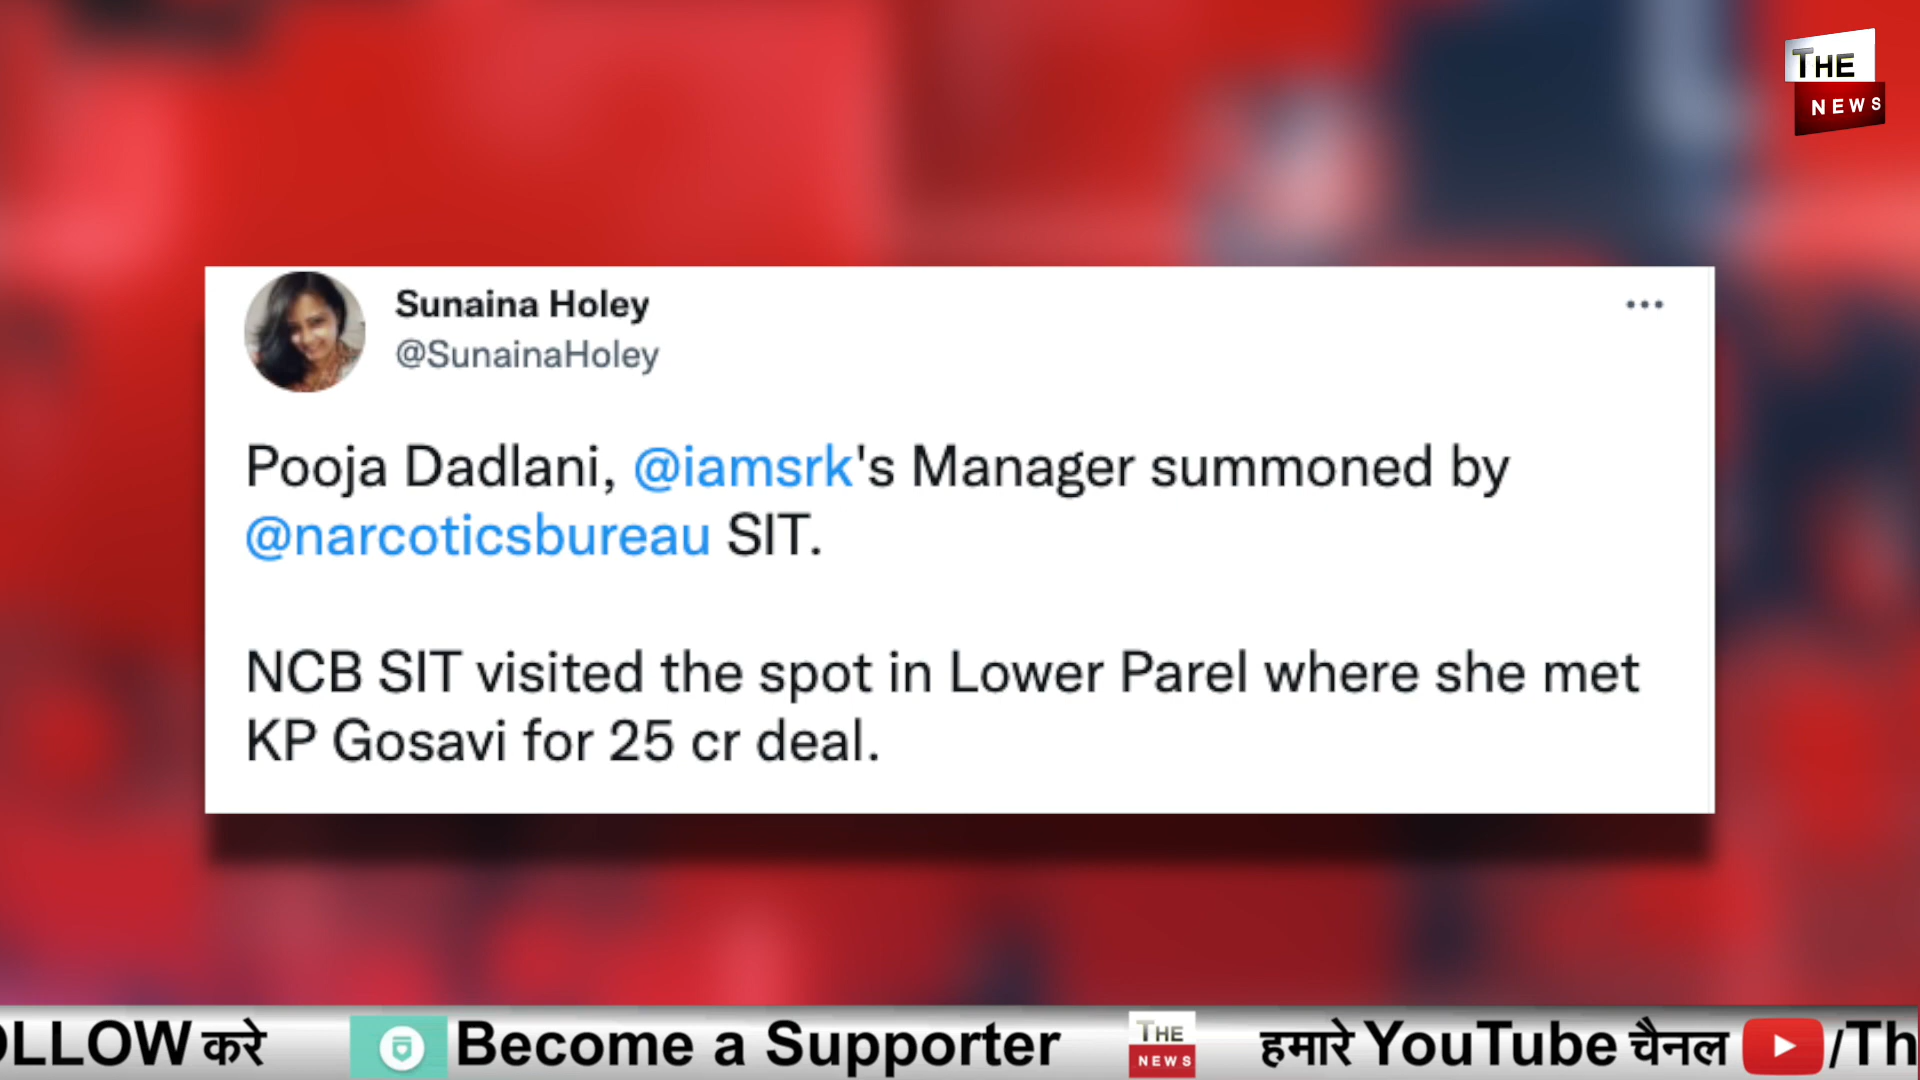 THE
NEWS
Sunaina Holey
@SunainaHoley
Pooja Dadlani, @iamsrk's Manager summoned by
@narcoticsbureau SIT.
NCB SIT visited the spot in Lower Parel where she met
KP Gosavi for 25 cr deal.
OLLOW करे Become a Supporter THE NEWS हमारे YouTube चैनल /Th